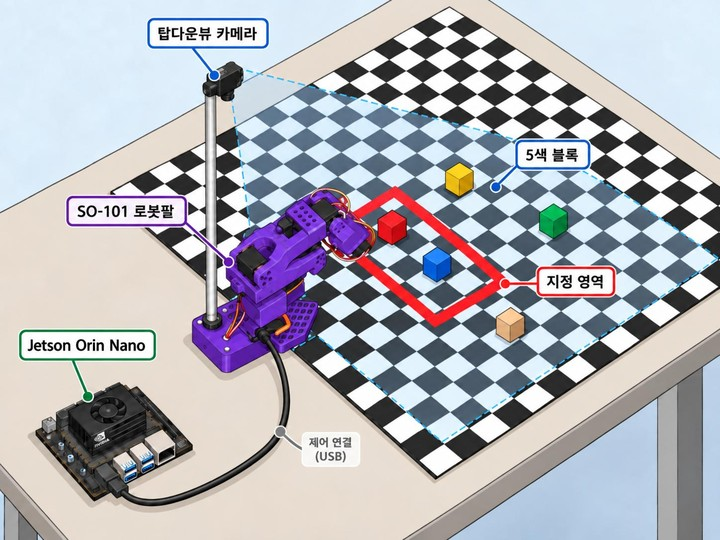 탑다운뷰 카메라
5색 블록
SO-101 로봇팔
지정 영역
Jetson Orin Nano
제어 연결
(USB)